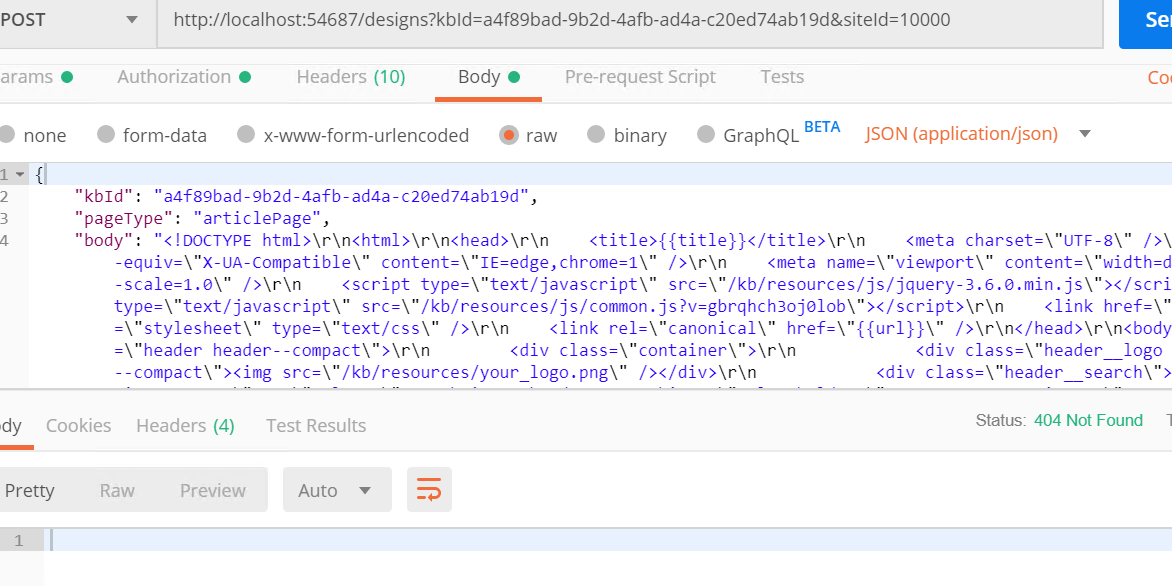 POST http://localhost:54687/designs?kbId=a4f89bad-9b2d-4afb-ad4a-c20ed74ab19d&siteId=10000
arams Authorization Headers (10) Body Pre-request Script Tests
none form-data x-www-form-urlencoded raw binary GraphQL BETA JSON (application/json)
1 {
2 "kbId": "a4f89bad-9b2d-4afb-ad4a-c20ed74ab19d",
3 "pageType": "articlePage",
4 "body": "<!DOCTYPE html>\r\n<html>\r\n<head>\r\n    <title>{{title}}</title>\r\n    <meta charset=\"UTF-8\" />\
-equiv=\"X-UA-Compatible\" content=\"IE=edge,chrome=1\" />\r\n    <meta name=\"viewport\" content=\"width=d
-scale=1.0\" />\r\n    <script type=\"text/javascript\" src=\"/kb/resources/js/jquery-3.6.0.min.js\"></scri
type=\"text/javascript\" src=\"/kb/resources/js/common.js?v=gbrqhch3oj0lob\"></script>\r\n    <link href=\"
=\"stylesheet\" type=\"text/css\" />\r\n    <link rel=\"canonical\" href=\"{{url}}\" />\r\n</head>\r\n<body
=\"header header--compact\">\r\n        <div class=\"container\">\r\n            <div class=\"header__logo
--compact\"><img src=\"/kb/resources/your_logo.png\" /></div>\r\n                <div class=\"header__search\">
Cookies Headers (4) Test Results Status: 404 Not Found
Pretty Raw Preview Auto
1